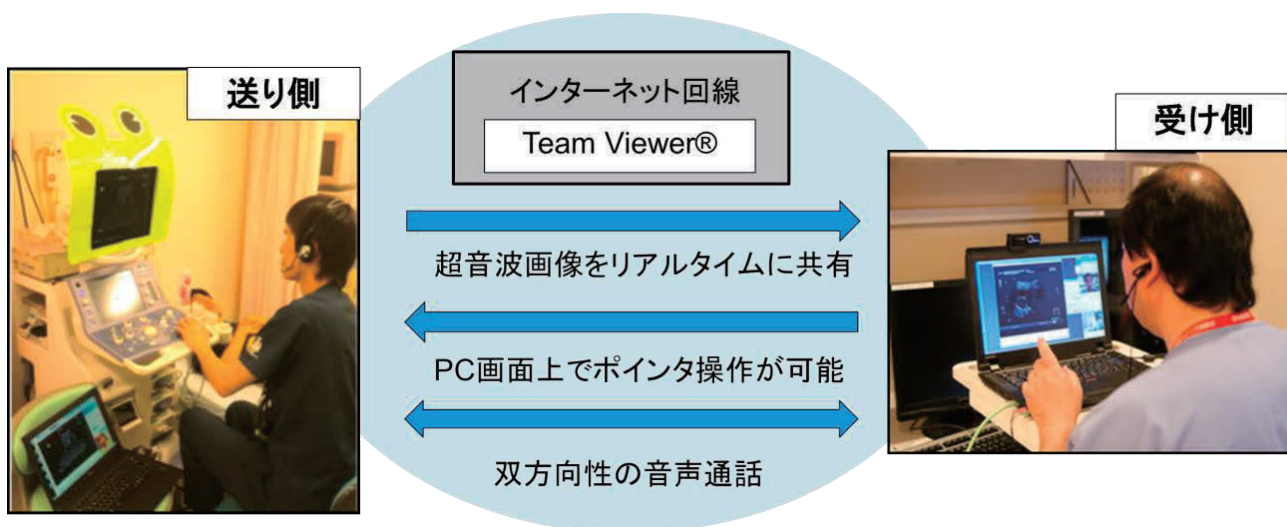 送り側
インターネット回線
Team Viewer®
受け側
超音波画像をリアルタイムに共有
PC画面上でポインタ操作が可能
双方向性の音声通話